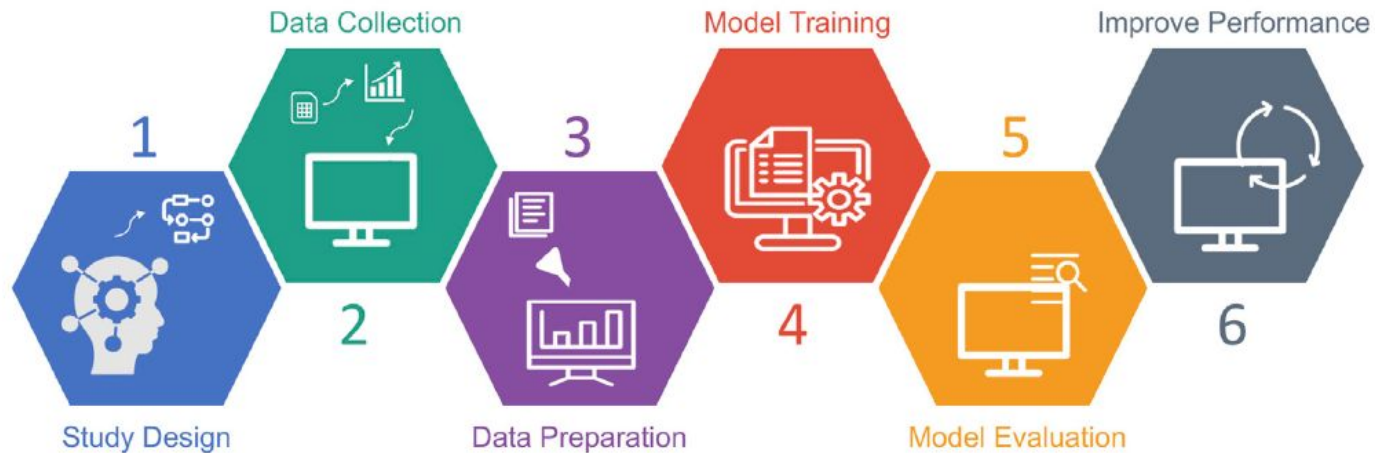 Data Collection
Model Training
Improve Performance
1
3
5
2
4
6
Study Design
Data Preparation
Model Evaluation